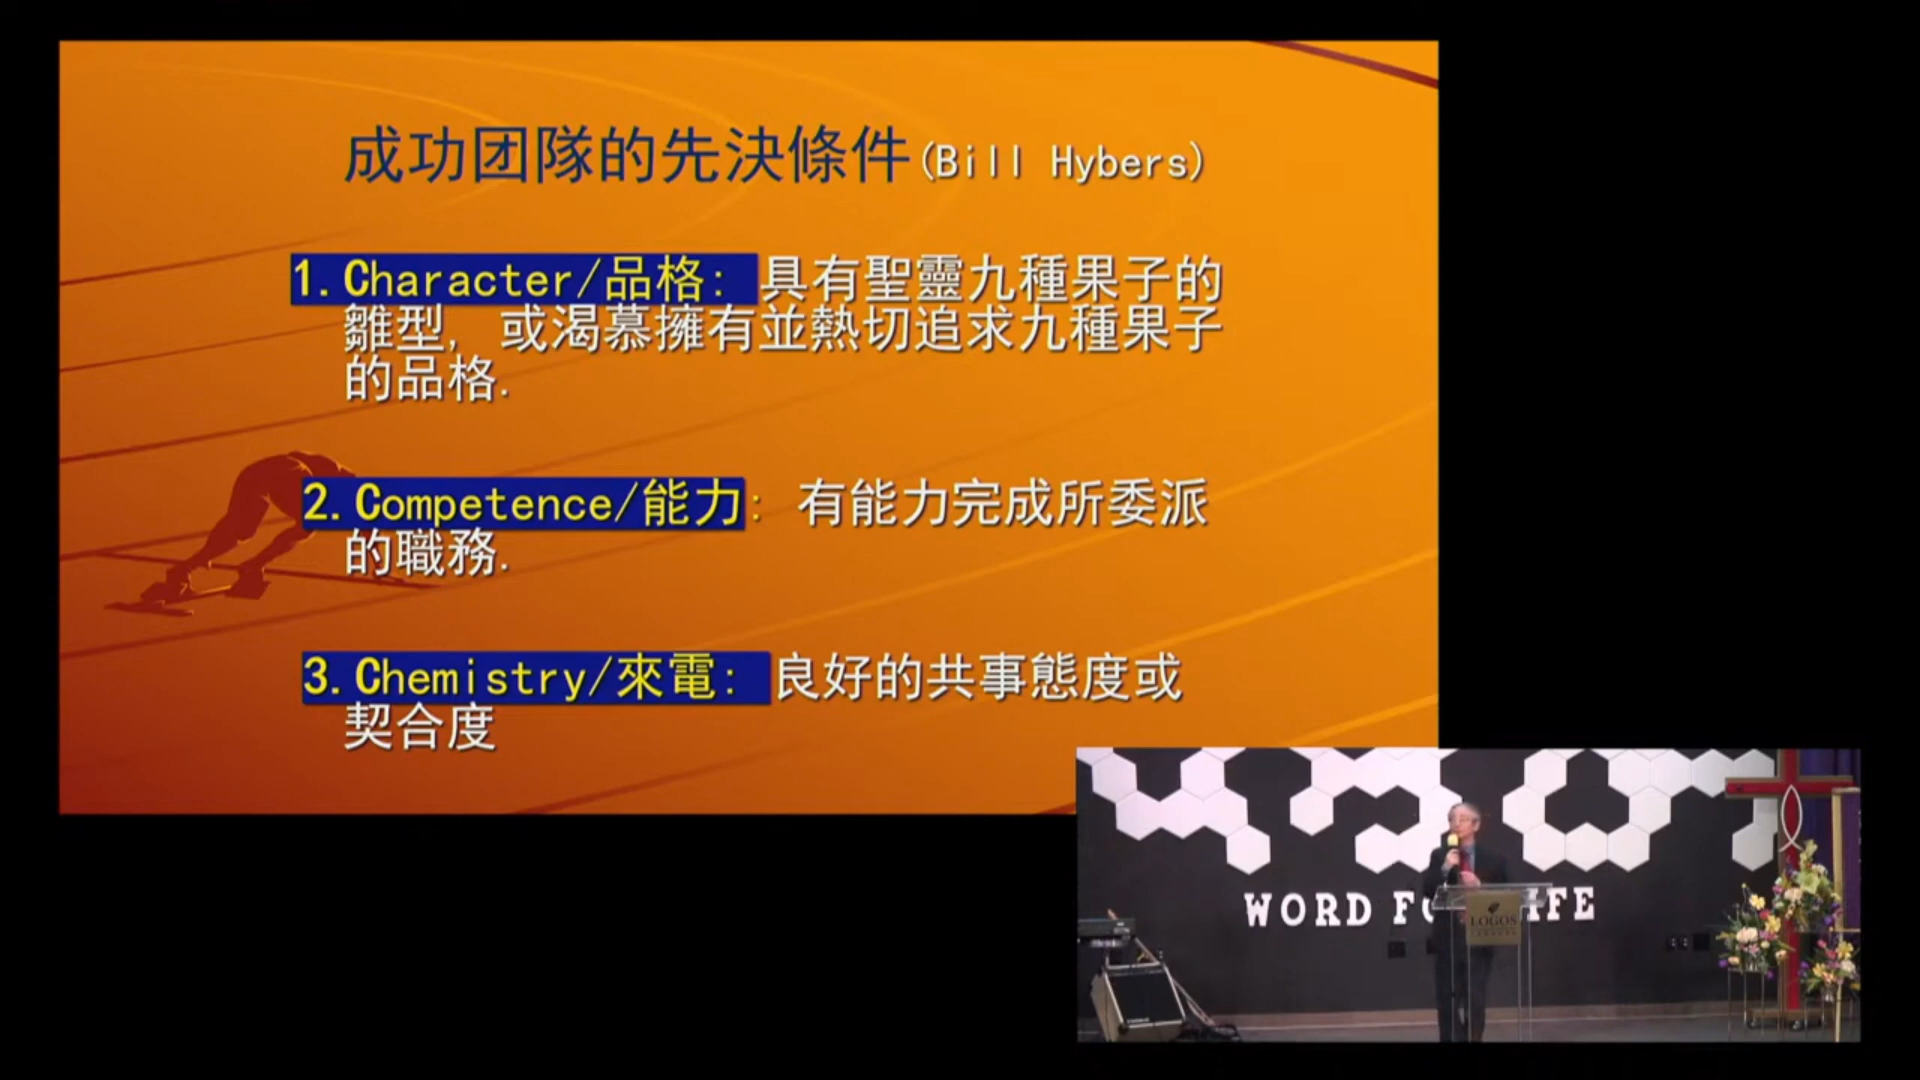 成功团隊的先決條件(Bill Hybers)
1.Character/品格: 具有聖靈九種果子的
雛型, 或渴慕擁有並熱切追求九種果子
的品格.
2.Competence/能力: 有能力完成所委派
的職務.
3.Chemistry/來電: 良好的共事態度或
契合度
WORD FO IFE
LOGOS